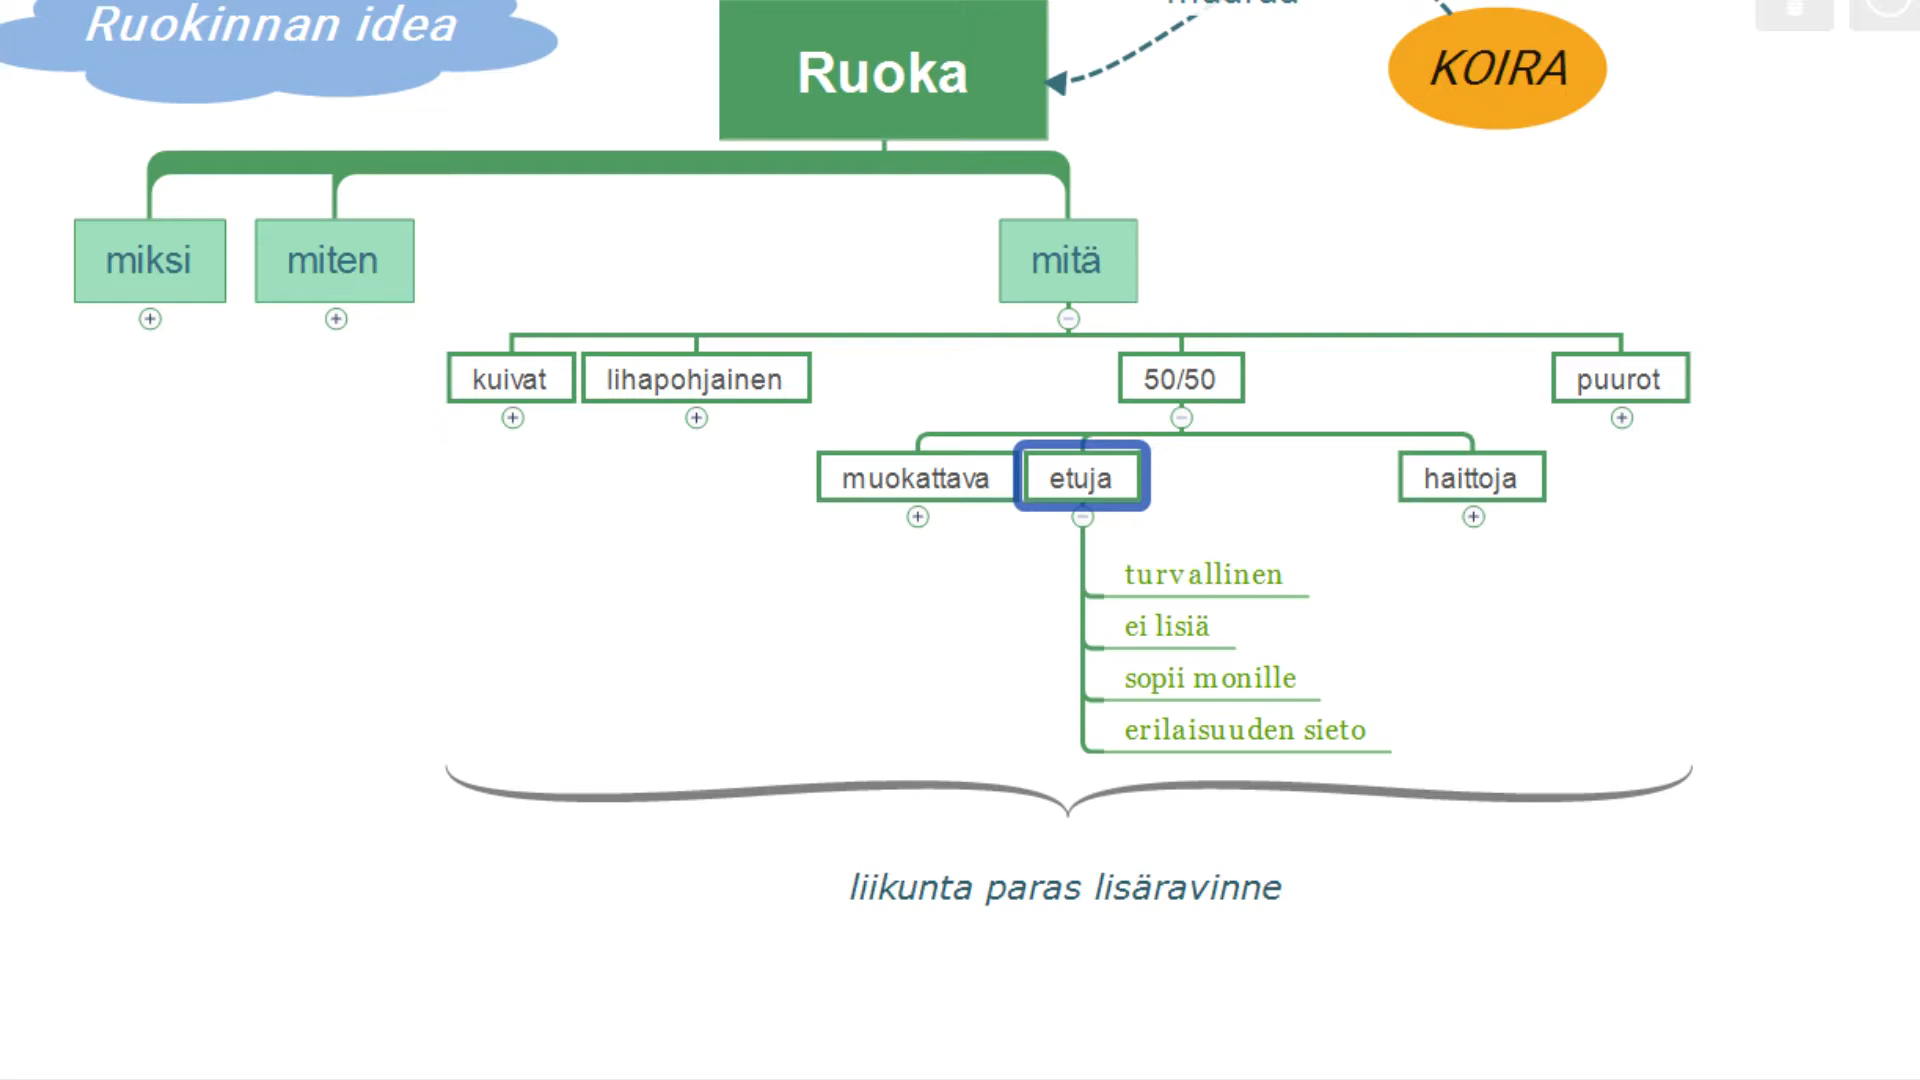 Ruokinnan idea
Ruoka
KOIRA
miksi
miten
mitä
kuivat
lihapohjainen
50/50
puurot
muokattava
etuja
haittoja
turvallinen
ei lisiä
sopii monille
erilaisuuden sieto
liikunta paras lisäravinne